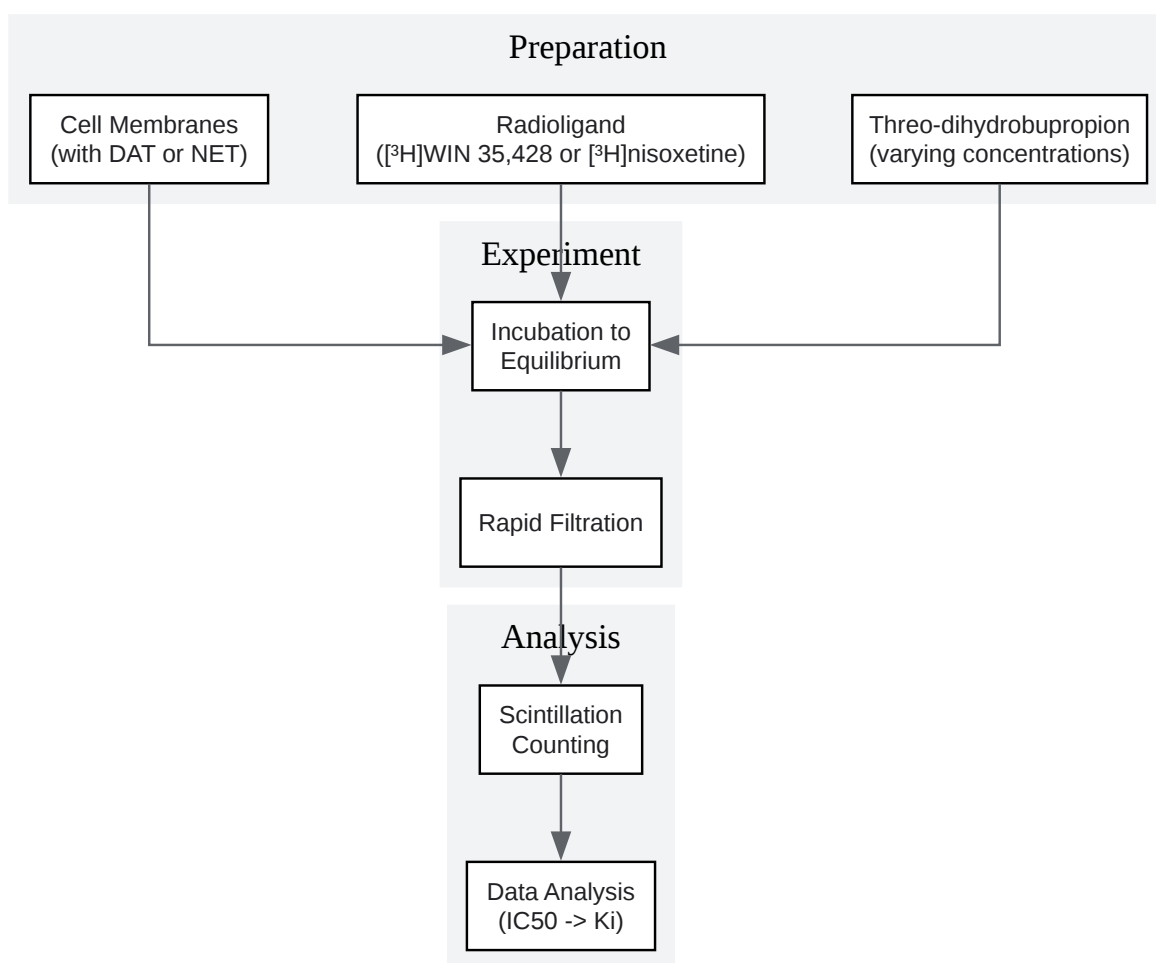 Preparation
Cell Membranes
(with DAT or NET)
Radioligand
([³H]WIN 35,428 or [³H]nisoxetine)
Threo-dihydrobupropion
(varying concentrations)
Experiment
Incubation to
Equilibrium
Rapid Filtration
Analysis
Scintillation
Counting
Data Analysis
(IC50 -> Ki)